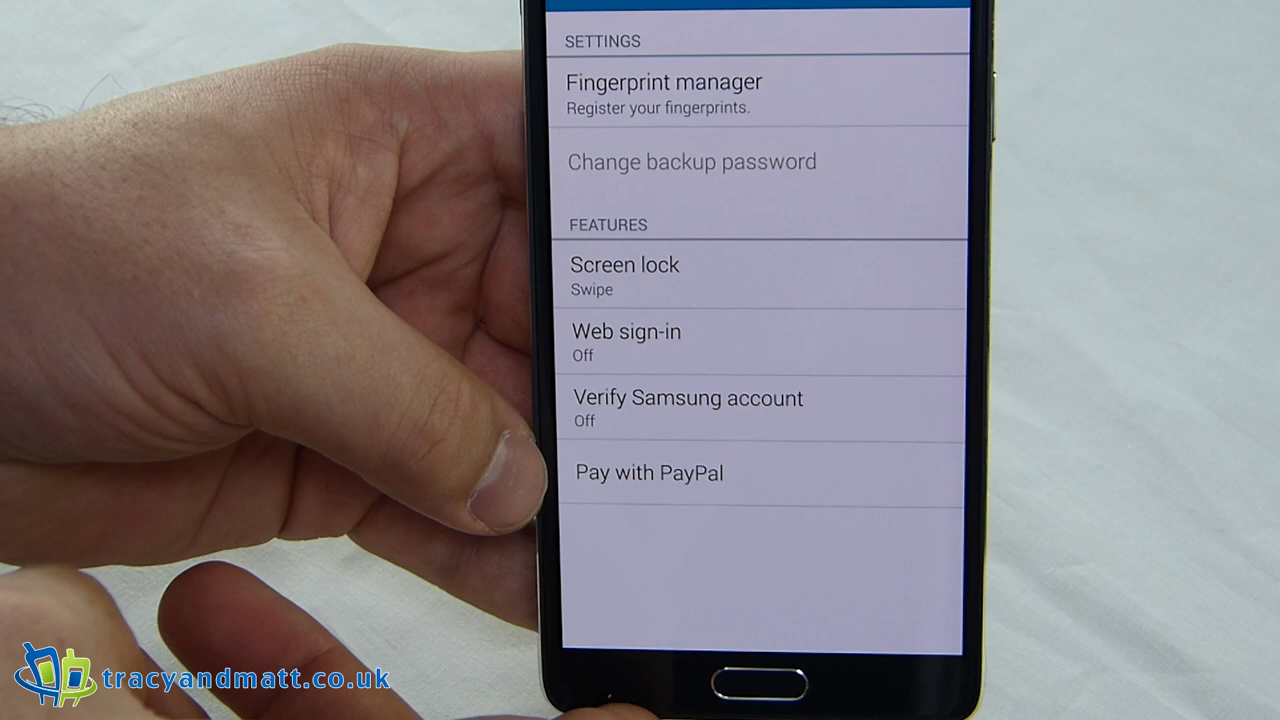 SETTINGS
Fingerprint manager
Register your fingerprints.
Change backup password
FEATURES
Screen lock
Swipe
Web sign-in
Off
Verify Samsung account
Off
Pay with PayPal
tracyandmatt.co.uk